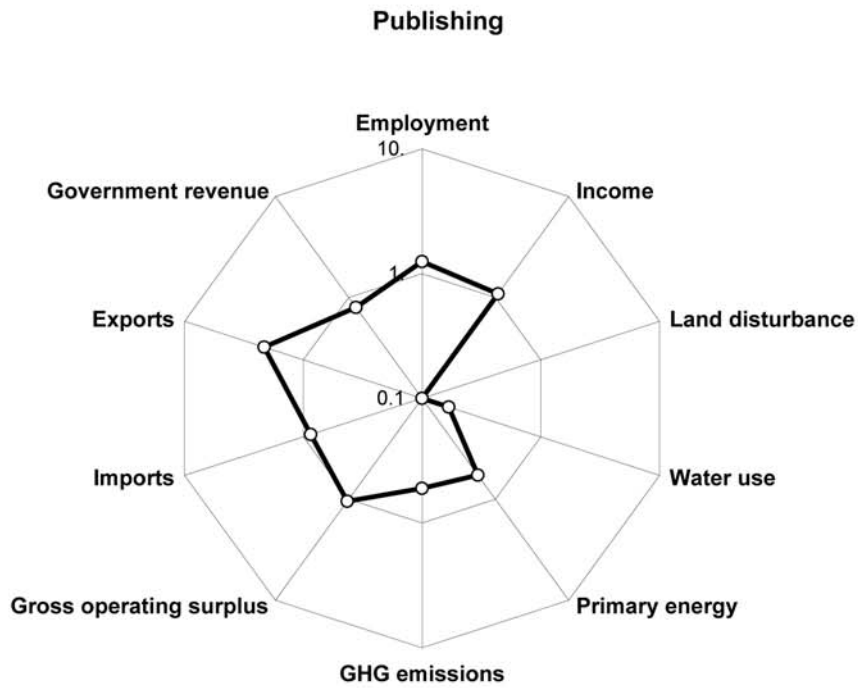 Publishing
Employment
10.
Government revenue
Income
1.
Exports
Land disturbance
0.1
Imports
Water use
Gross operating surplus
Primary energy
GHG emissions